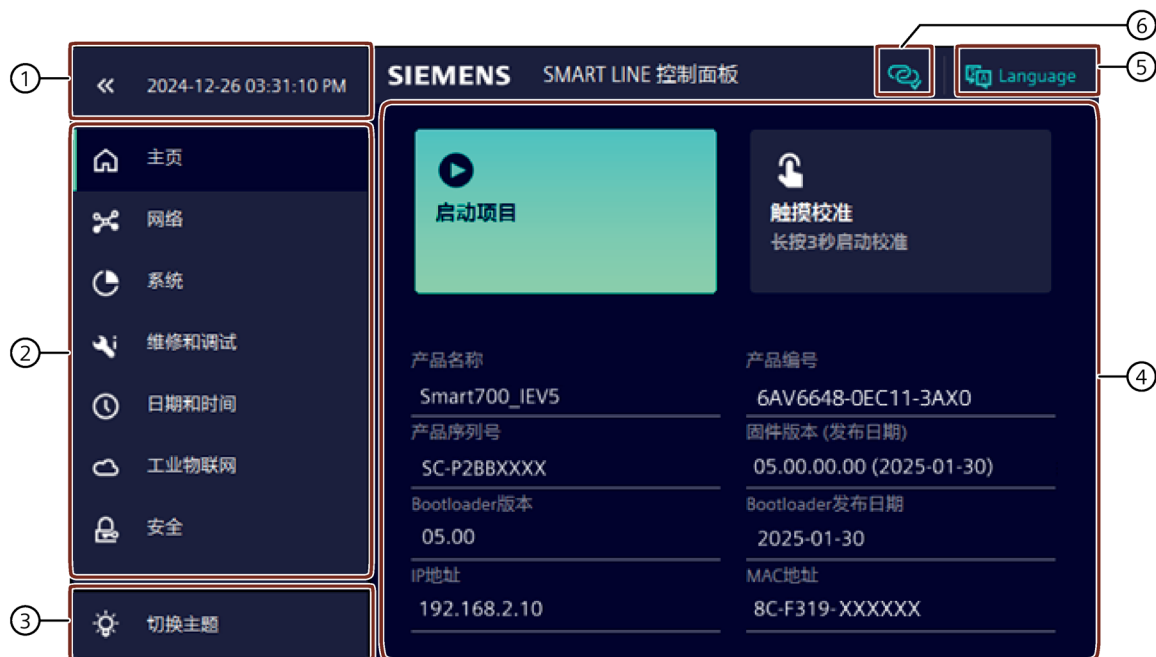 ⑥
① « 2024-12-26 03:31:10 PM SIEMENS SMART LINE 控制面板 Language ⑤
主页
网络
系统
维修和调试
日期和时间
工业物联网
安全
②
切换主题
③
启动项目
触摸校准
长按3秒启动校准
产品名称 产品编号
Smart700_IEV5 6AV6648-0EC11-3AX0
④
产品序列号 固件版本 (发布日期)
SC-P2BBXXXX 05.00.00.00 (2025-01-30)
Bootloader版本 Bootloader发布日期
05.00 2025-01-30
IP地址 MAC地址
192.168.2.10 8C-F319-XXXXXX